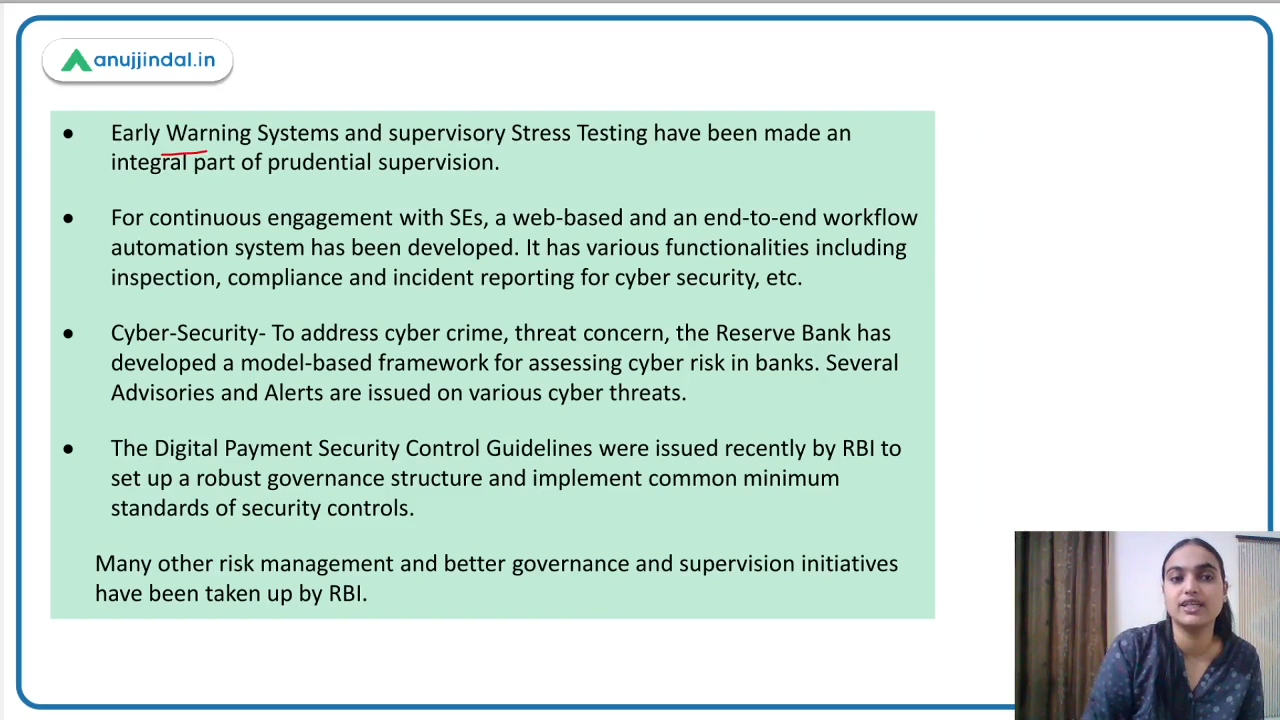 anujjindal.in
• Early Warning Systems and supervisory Stress Testing have been made an
integral part of prudential supervision.
• For continuous engagement with SEs, a web-based and an end-to-end workflow
automation system has been developed. It has various functionalities including
inspection, compliance and incident reporting for cyber security, etc.
• Cyber-Security- To address cyber crime, threat concern, the Reserve Bank has
developed a model-based framework for assessing cyber risk in banks. Several
Advisories and Alerts are issued on various cyber threats.
• The Digital Payment Security Control Guidelines were issued recently by RBI to
set up a robust governance structure and implement common minimum
standards of security controls.
Many other risk management and better governance and supervision initiatives
have been taken up by RBI.